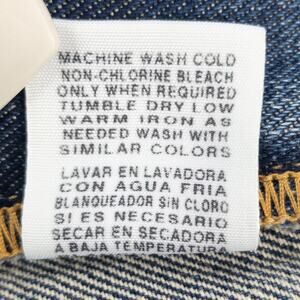 MACHINE WASH COLD
NON-CHLORINE BLEACH
ONLY WHEN REQUIRED
TUMBLE DRY LOW
WARM IRON AS
NEEDED WASH WITH
SIMILAR COLORS
LAVAR EN LAVADORA
CON AGUA FRIA
BLANQUEADOR SIN CLORO
SI ES NECESARIO
SECAR EN SECADORA
A BAJA TEMPERATURA